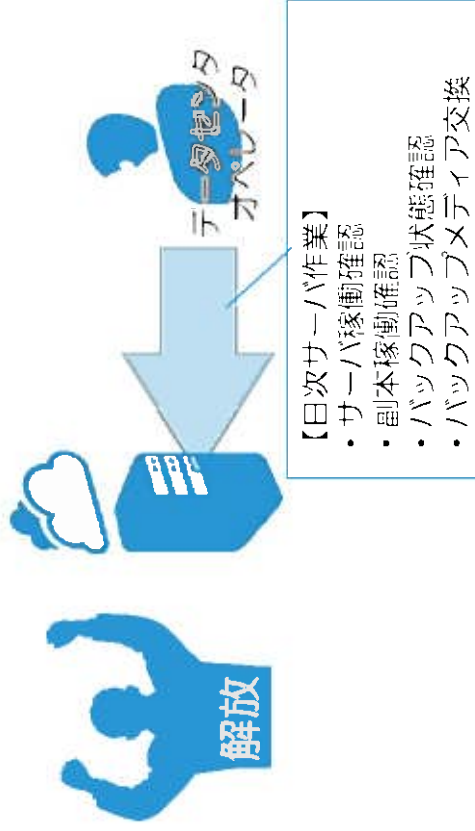 解放
データセンタ
オペレータ
【日次サーバ作業】
・サーバ稼働確認
・副本稼働確認
・バックアップ状態確認
・バックアップメディア交換